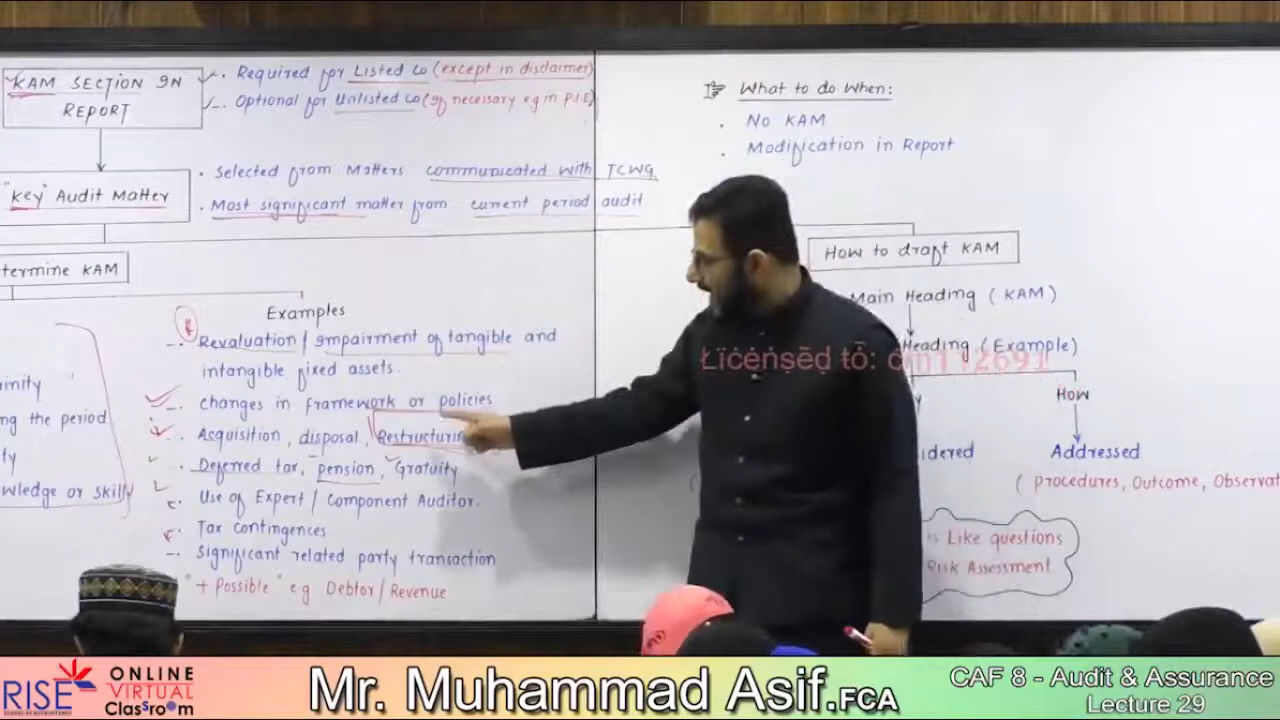 KAM SECTION IN
REPORT
. Required for Listed Co (except in disclaimer)
. Optional for Unlisted Co (if necessary eg in P.I.E)
"Key" Audit Matter
. Selected from Matters communicated with TCWG
. Most significant matter from current period audit
termine KAM
Examples
Revaluation / Impairment of tangible and
intangible fixed assets.
Changes in framework or policies
Acquisition, disposal, Restructurin
Deferred tax, pension, Gratuity
Use of Expert / Component Auditor.
Tax contingences
Significant related party transaction
"+ Possible" eg Debtor / Revenue
ng the period
ty
wledge or skill
What to do When:
. No KAM
. Modification in Report
How to draft KAM
Main Heading (KAM)
Heading (Example)
How
idered
Addressed
(procedures, Outcome, Observat
is Like questions
Risk Assessment
RISE
ONLINE
VIRTUAL
Classroom
Mr. Muhammad Asif.FCA
CAF 8 - Audit & Assurance
Lecture 29